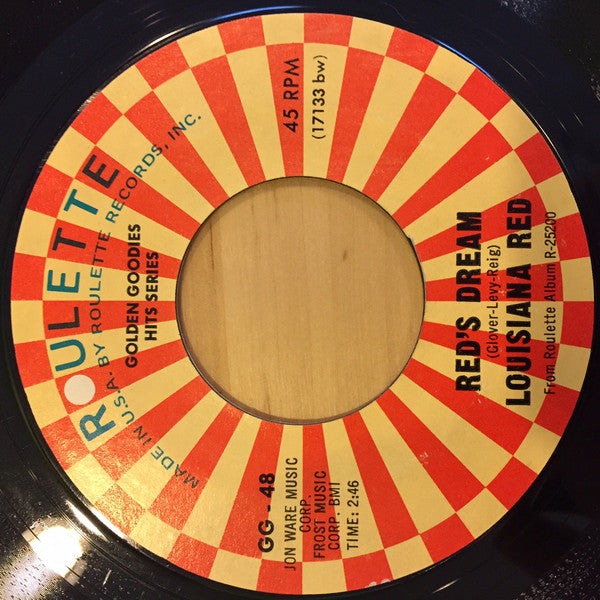 ROULETTE
MADE IN U.S.A. BY ROULETTE RECORDS, INC.
GOLDEN GOODIES
HITS SERIES
GG - 48
JON WARE MUSIC
CORP.
FROST MUSIC
CORP. BMI
TIME: 2:46
45 RPM
(17133 bw)
RED'S DREAM
(Glover-Levy-Reig)
LOUISIANA RED
From Roulette Album R-25200